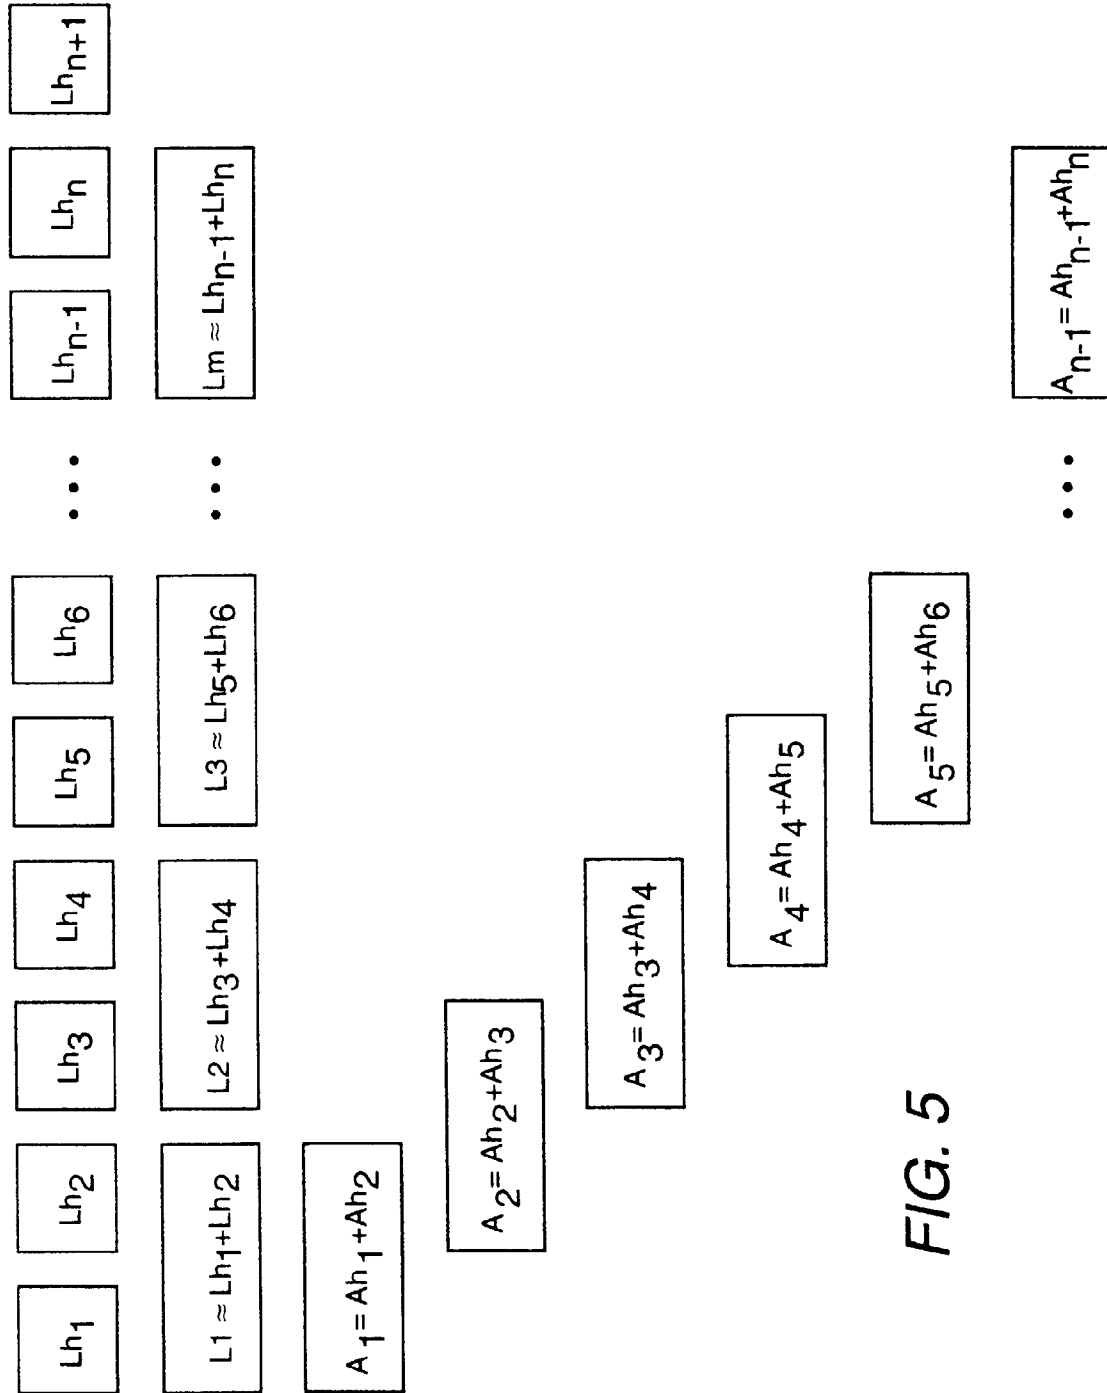 Lh₁
Lh₂
Lh₃
Lh₄
Lh₅
Lh₆
...
Lhₙ₋₁
Lhₙ
Lhₙ₊₁
L1 ≈ Lh₁+Lh₂
L2 ≈ Lh₃+Lh₄
L3 ≈ Lh₅+Lh₆
...
Lm ≈ Lhₙ₋₁+Lhₙ
A₁= Ah₁+Ah₂
A₂= Ah₂+Ah₃
A₃= Ah₃+Ah₄
A₄= Ah₄+Ah₅
A₅= Ah₅+Ah₆
...
Aₙ₋₁= Ahₙ₋₁+Ahₙ
FIG. 5